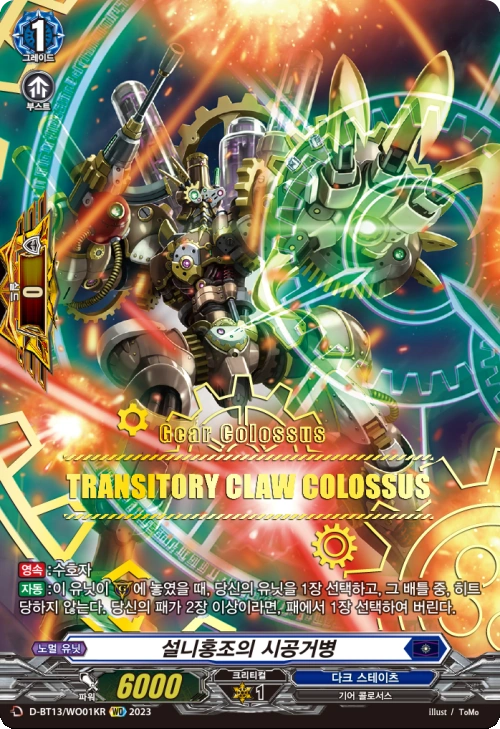 1
그레이드
부스트
실드
0
Gear Colossus
TRANSITORY CLAW COLOSSUS
영속 :수호자
자동 :이 유닛이 에 놓였을 때, 당신의 유닛을 1장 선택하고, 그 배틀 중, 히트
당하지 않는다. 당신의 패가 2장 이상이라면, 패에서 1장 선택하여 버린다.
노멀 유닛
설니홍조의 시공거병
파워
6000
크리티컬
1
다크 스테이츠
기어 콜로서스
D-BT13/WO01KR WO 2023
illust / ToMo